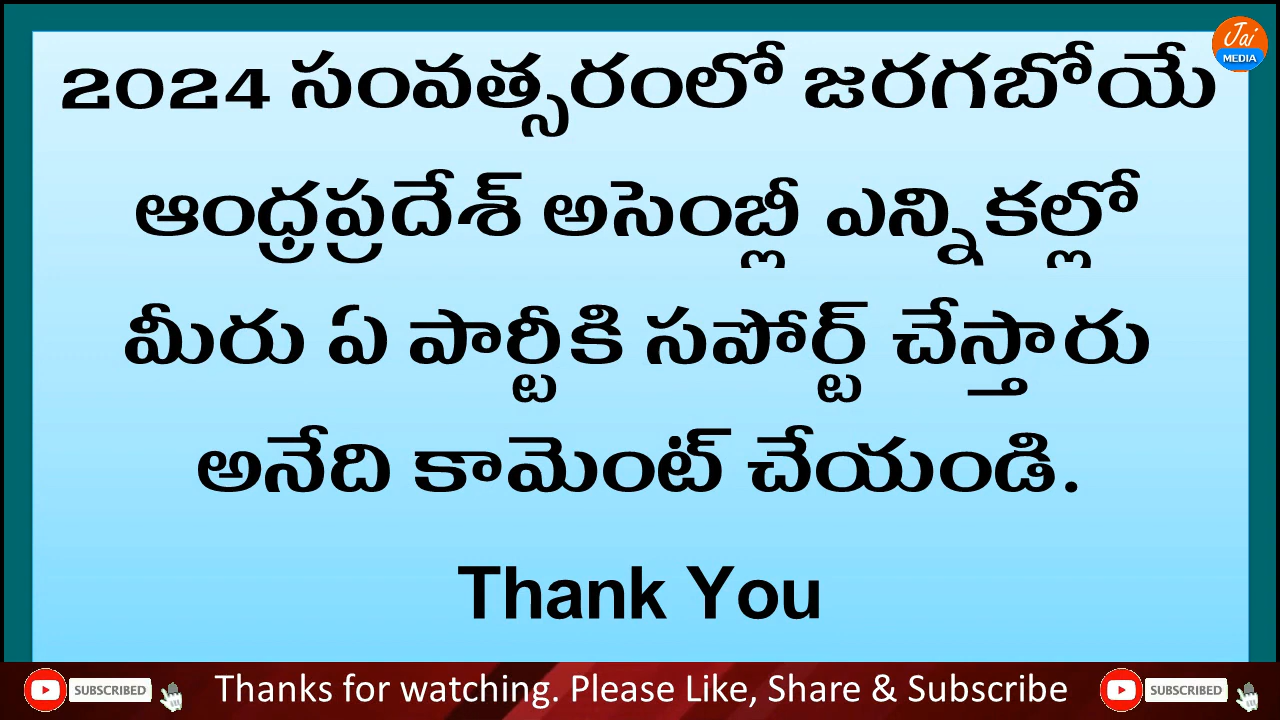 Jai
MEDIA
2024 సంవత్సరంలో జరగబోయే
ఆంధ్రప్రదేశ్ అసెంబ్లీ ఎన్నికల్లో
మీరు ఏ పార్టీకి సపోర్ట్ చేస్తారు
అనేది కామెంట్ చేయండి.
Thank You
SUBSCRIBED Thanks for watching. Please Like, Share & Subscribe SUBSCRIBED